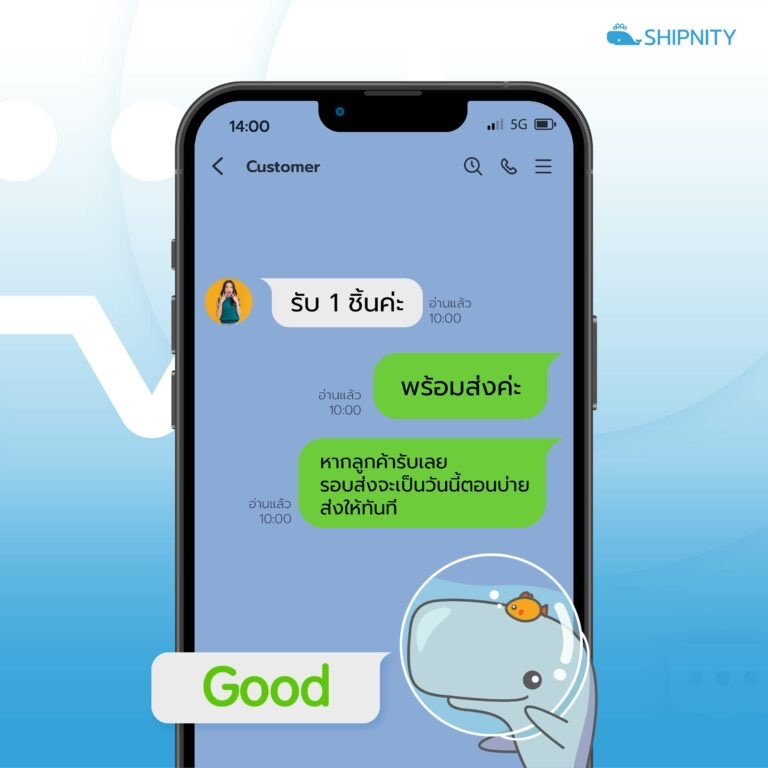 SHIPNITY
14:00
5G
Customer
รับ 1 ชิ้นค่ะ
อ่านแล้ว
10:00
พร้อมส่งค่ะ
อ่านแล้ว
10:00
หากลูกค้ารับเลย
รอบส่งจะเป็นวันนี้ตอนบ่าย
ส่งให้ทันที
อ่านแล้ว
10:00
Good